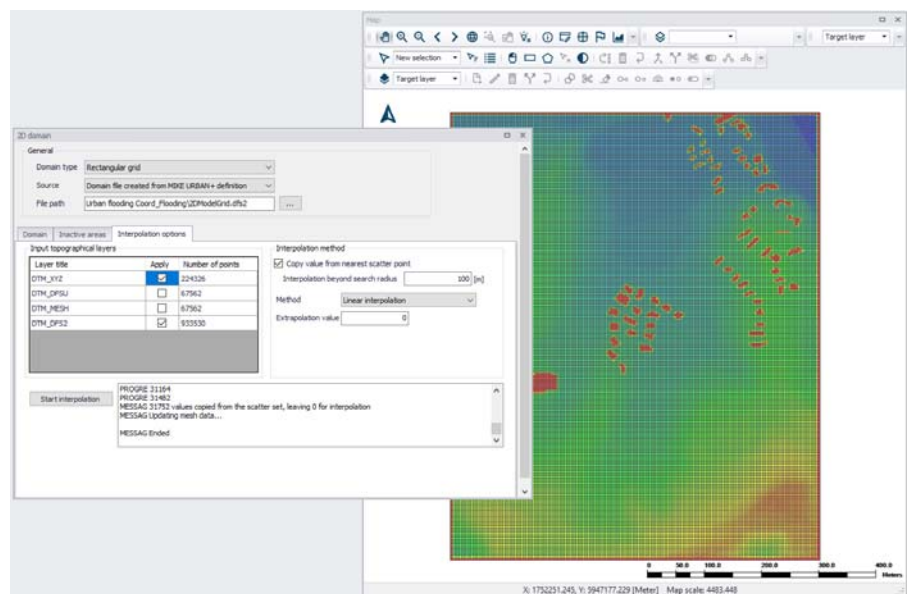 Map
Target layer
New selection
Target layer
2D domain
General
Domain type Rectangular grid
Source Domain file created from MIKE URBAN+ definition
File path Urban flooding Coord_Flooding\2DModelGrid.dfs2 ...
Domain Inactive areas Interpolation options
Input topographical layers
Layer title Apply Number of points
DTM_XYZ 224326
DTM_DFSU 67562
DTM_MESH 67562
DTM_DFS2 933530
Interpolation method
Copy value from nearest scatter point
Interpolation beyond search radius 100 [m]
Method Linear interpolation
Extrapolation value 0
Start interpolation
PROGRE 31164
PROGRE 31482
MESSAG 31752 values copied from the scatter set, leaving 0 for interpolation
MESSAG Updating mesh data...
MESSAG Ended
0 50.0 100.0 200.0 300.0 400.0
Meters
X: 1752251.245, Y: 5947177.229 [Meter] Map scale: 4483.448